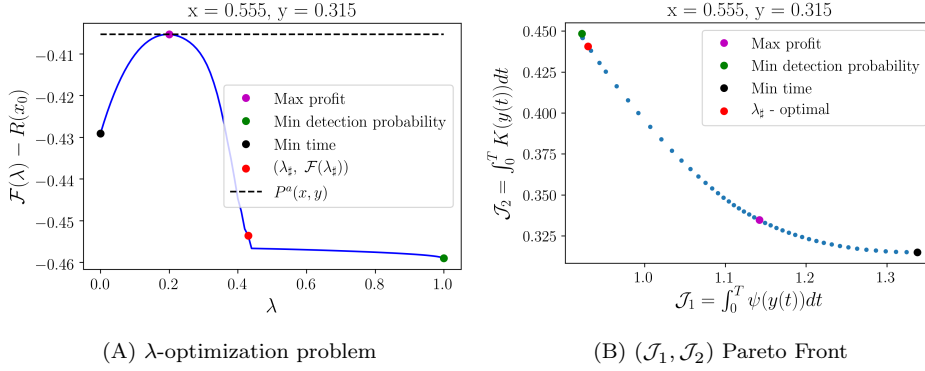 x = 0.555, y = 0.315
−0.41
−0.42
−0.43
−0.44
−0.45
−0.46
ℱ(λ) − R(x₀)
Max profit
Min detection probability
Min time
(λ♯, ℱ(λ♯))
Pᵃ(x, y)
0.0 0.2 0.4 0.6 0.8 1.0
λ
(A) λ-optimization problem
x = 0.555, y = 0.315
0.450
0.425
0.400
0.375
0.350
0.325
𝒥₂ = ∫₀ᵀ K(y(t))dt
Max profit
Min detection probability
Min time
λ♯ - optimal
1.0 1.1 1.2 1.3
𝒥₁ = ∫₀ᵀ ψ(y(t))dt
(B) (𝒥₁, 𝒥₂) Pareto Front